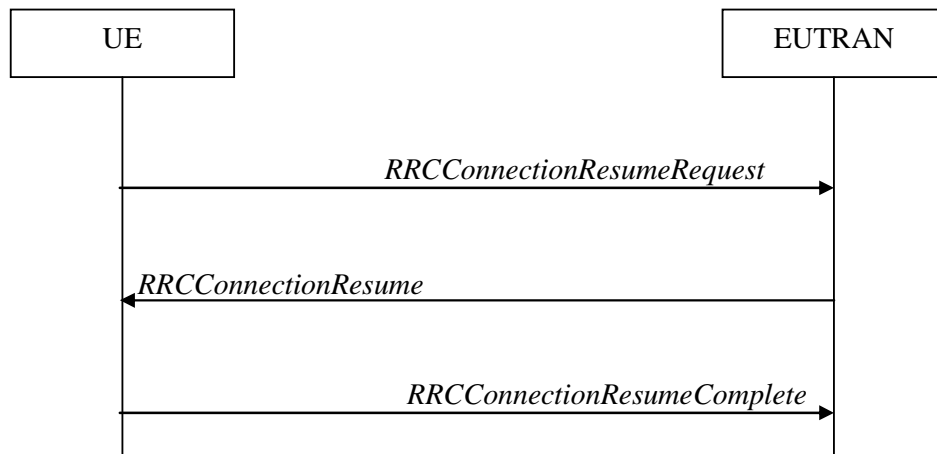 UE
EUTRAN
RRCConnectionResumeRequest
RRCConnectionResume
RRCConnectionResumeComplete